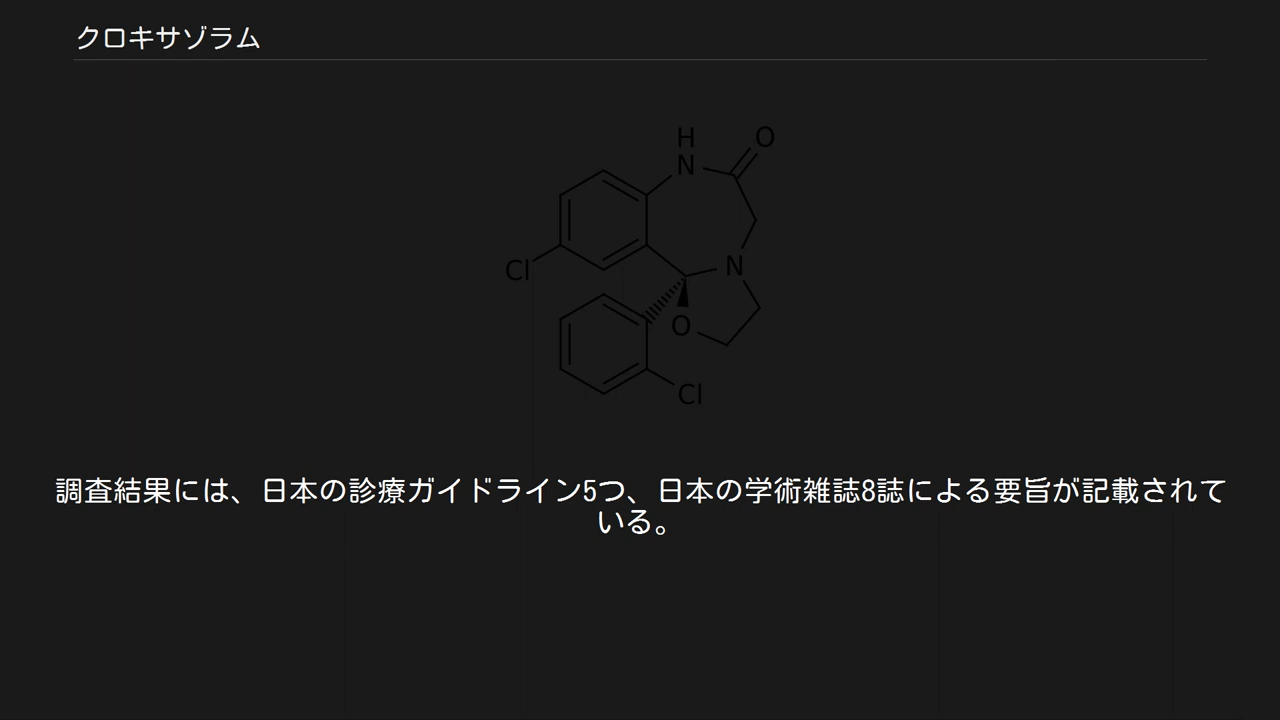 クロキサゾラム
H
N
O
Cl
N
O
Cl
調査結果には、日本の診療ガイドライン5つ、日本の学術雑誌8誌による要旨が記載されて
いる。